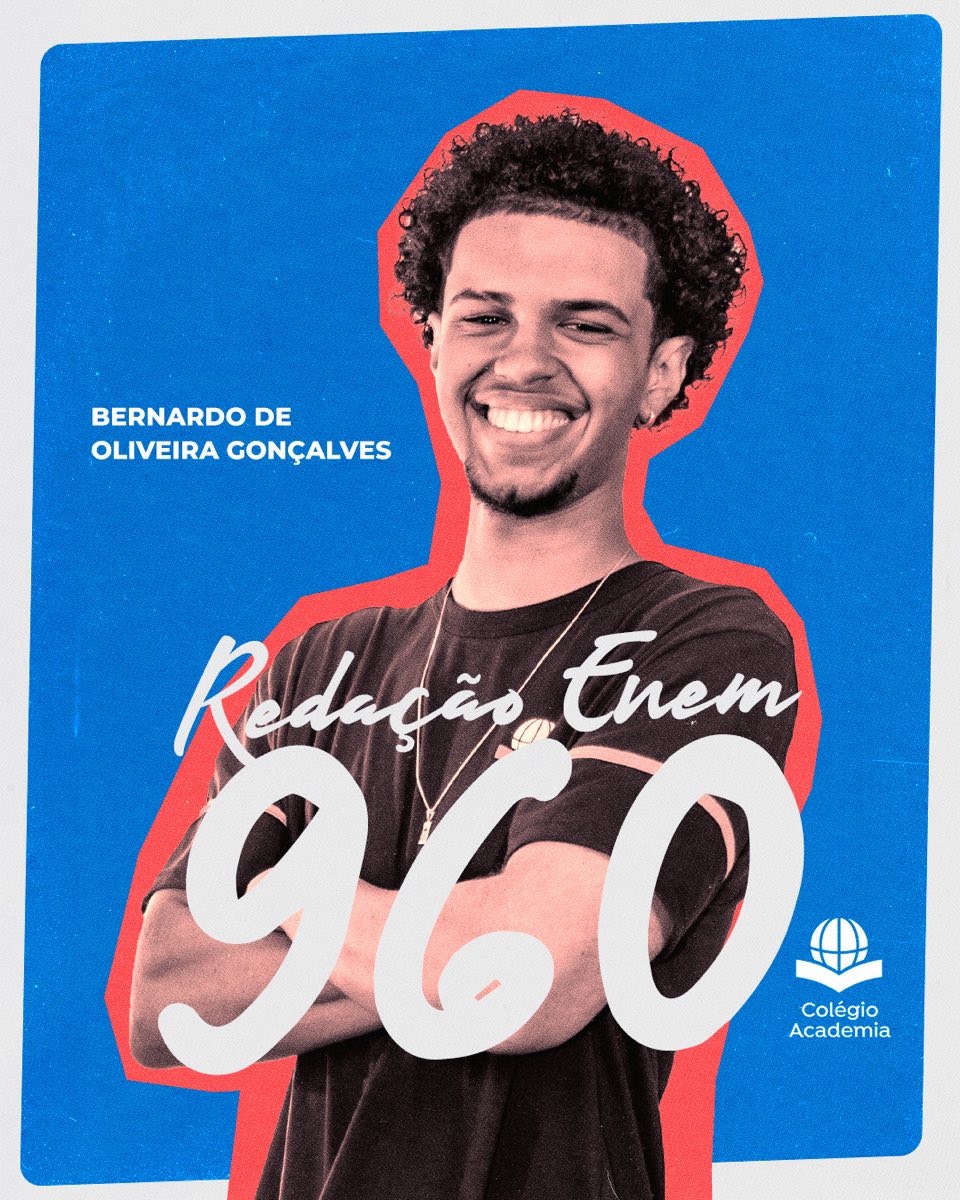 BERNARDO DE
OLIVEIRA GONÇALVES
Redação Enem
960
Colégio
Academia